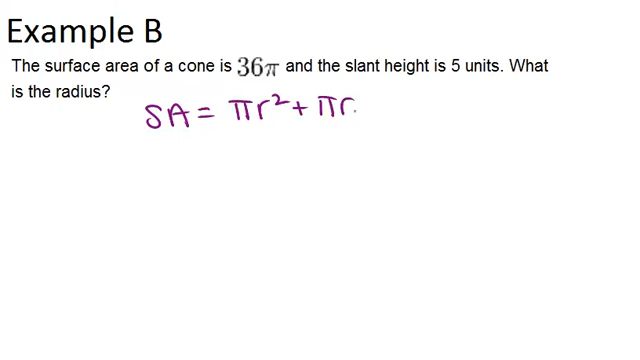 Example B
The surface area of a cone is 36π and the slant height is 5 units. What
is the radius?
SA = πr² + πr